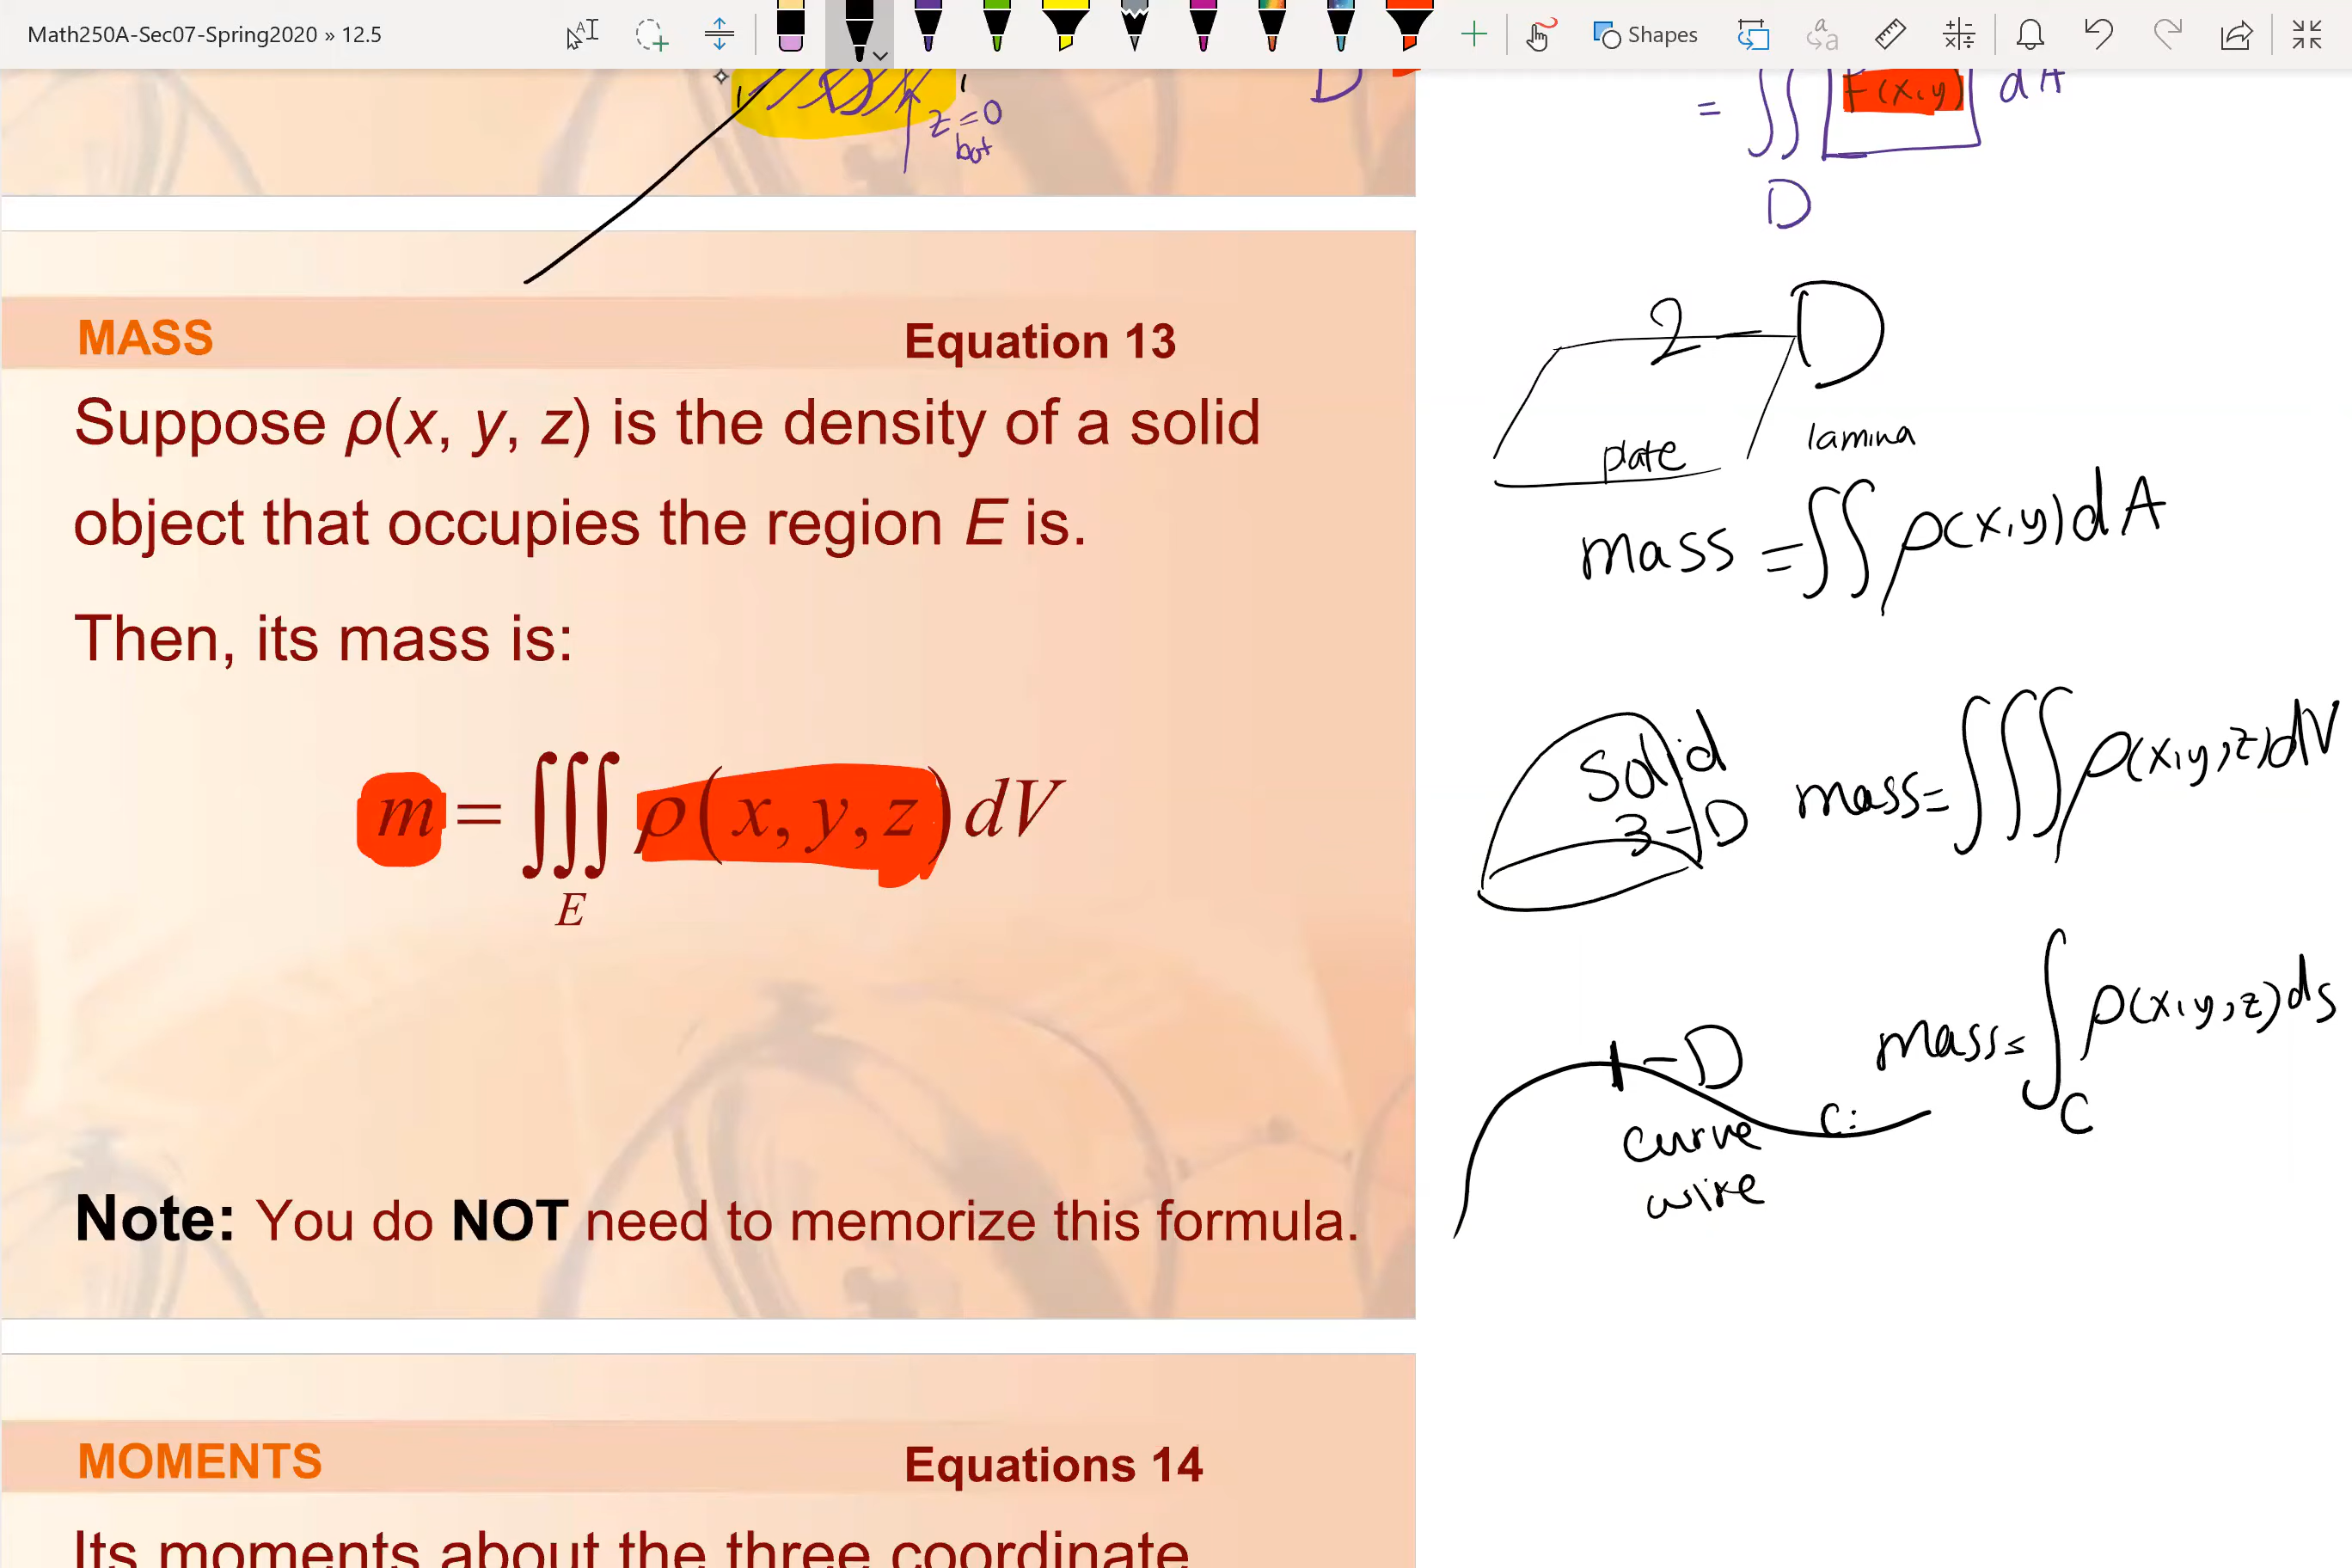 Math250A-Sec07-Spring2020 » 12.5
Shapes
z=0
bot
D
= ∬ F(x,y) dA
D
MASS
Equation 13
Suppose ρ(x, y, z) is the density of a solid
object that occupies the region E is.
Then, its mass is:
m = ∭ ρ(x, y, z) dV
E
Note: You do NOT need to memorize this formula.
MOMENTS
Equations 14
Its moments about the three coordinate
2-D
plate
lamina
mass = ∬ ρ(x,y) dA
Solid
3-D
mass = ∭ ρ(x,y,z) dV
1-D
curve
wire
C:
mass = ∫ ρ(x,y,z) ds
C